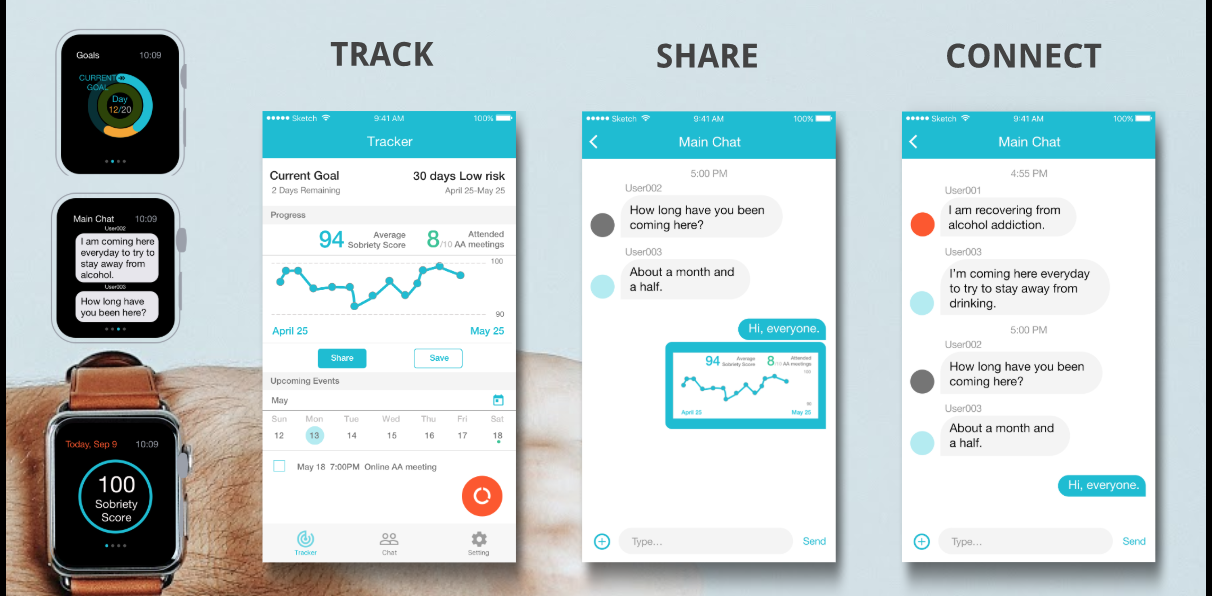 TRACK
SHARE
CONNECT
Goals 10:09
CURRENT
GOAL
Day
12/20
Main Chat 10:09
User002
I am coming here
everyday to try to
stay away from
alcohol.
User003
How long have
you been here?
Today, Sep 9 10:09
100
Sobriety
Score
Sketch 9:41 AM 100%
Tracker
Current Goal 30 days Low risk
2 Days Remaining April 25-May 25
Progress
94 Average Sobriety Score 8/10 Attended AA meetings
100
90
April 25 May 25
Share Save
Upcoming Events
May
Sun Mon Tue Wed Thu Fri Sat
12 13 14 15 16 17 18
May 18 7:00PM Online AA meeting
Tracker Chat Setting
Sketch 9:41 AM 100%
Main Chat
5:00 PM
User002
How long have you been
coming here?
User003
About a month and
a half.
Hi, everyone.
94 Average Sobriety Score 8/10 Attended AA meetings
100
90
April 25 May 25
Type... Send
Sketch 9:41 AM 100%
Main Chat
4:55 PM
User001
I am recovering from
alcohol addiction.
User003
I'm coming here everyday
to try to stay away from
drinking.
5:00 PM
User002
How long have you been
coming here?
User003
About a month and
a half.
Hi, everyone.
Type... Send